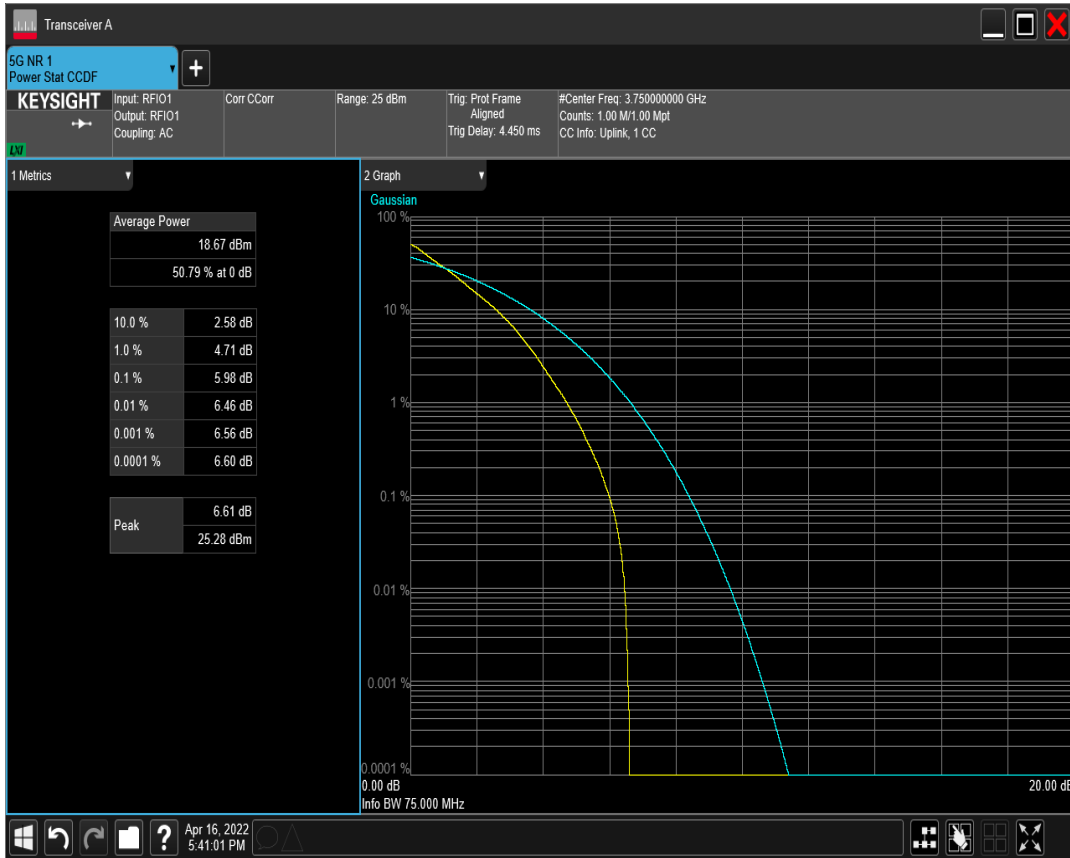 Transceiver A
5G NR 1
Power Stat CCDF
+
KEYSIGHT
LXI
Input: RFIO1
Output: RFIO1
Coupling: AC
Corr CCorr
Range: 25 dBm
Trig: Prot Frame
Aligned
Trig Delay: 4.450 ms
#Center Freq: 3.750000000 GHz
Counts: 1.00 M/1.00 Mpt
CC Info: Uplink, 1 CC
1 Metrics
Average Power
18.67 dBm
50.79 % at 0 dB
10.0 % 2.58 dB
1.0 % 4.71 dB
0.1 % 5.98 dB
0.01 % 6.46 dB
0.001 % 6.56 dB
0.0001 % 6.60 dB
Peak
6.61 dB
25.28 dBm
2 Graph
Gaussian
100 %
10 %
1 %
0.1 %
0.01 %
0.001 %
0.0001 %
0.00 dB
20.00 dB
Info BW 75.000 MHz
?
Apr 16, 2022
5:41:01 PM